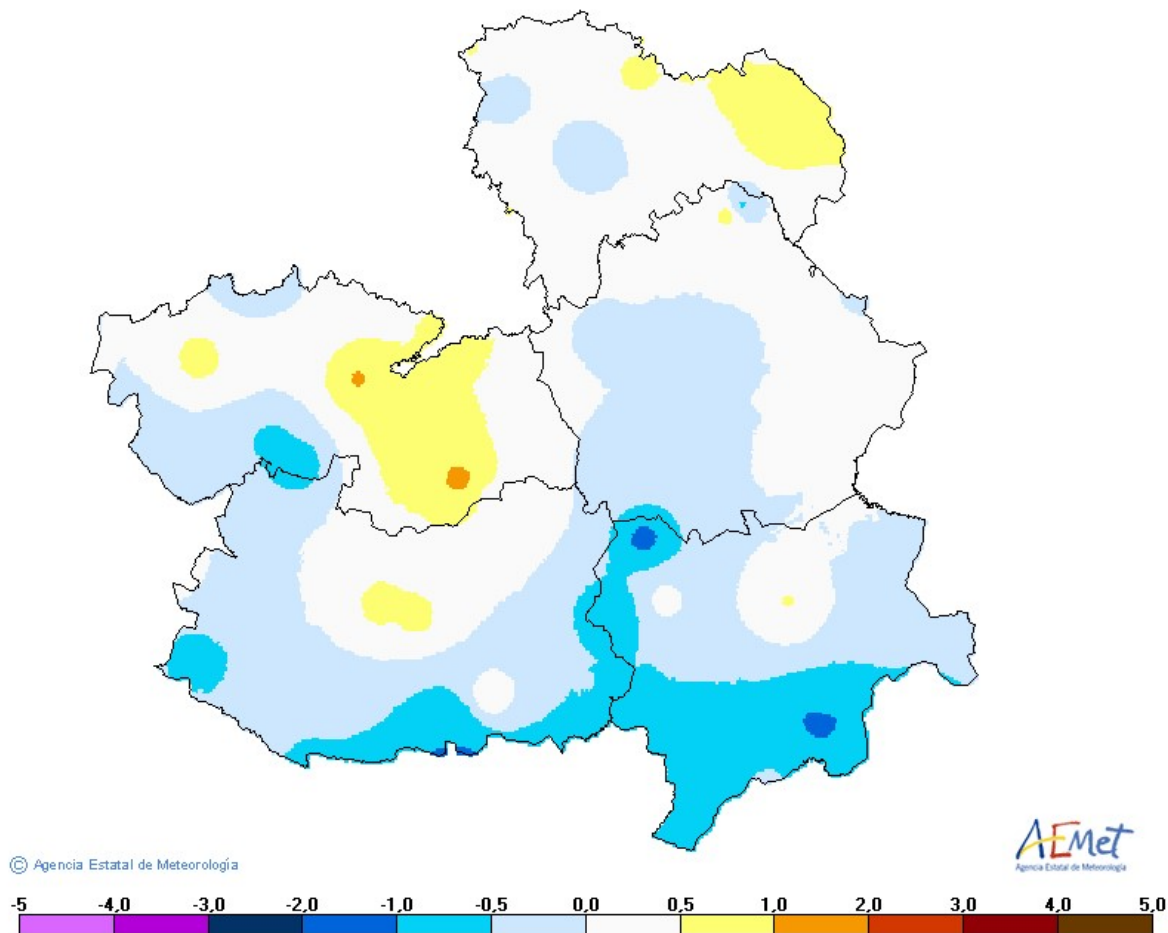 AEMet
Agencia Estatal de Meteorología
© Agencia Estatal de Meteorología
-5 -4,0 -3,0 -2,0 -1,0 -0,5 0,0 0,5 1,0 2,0 3,0 4,0 5,0